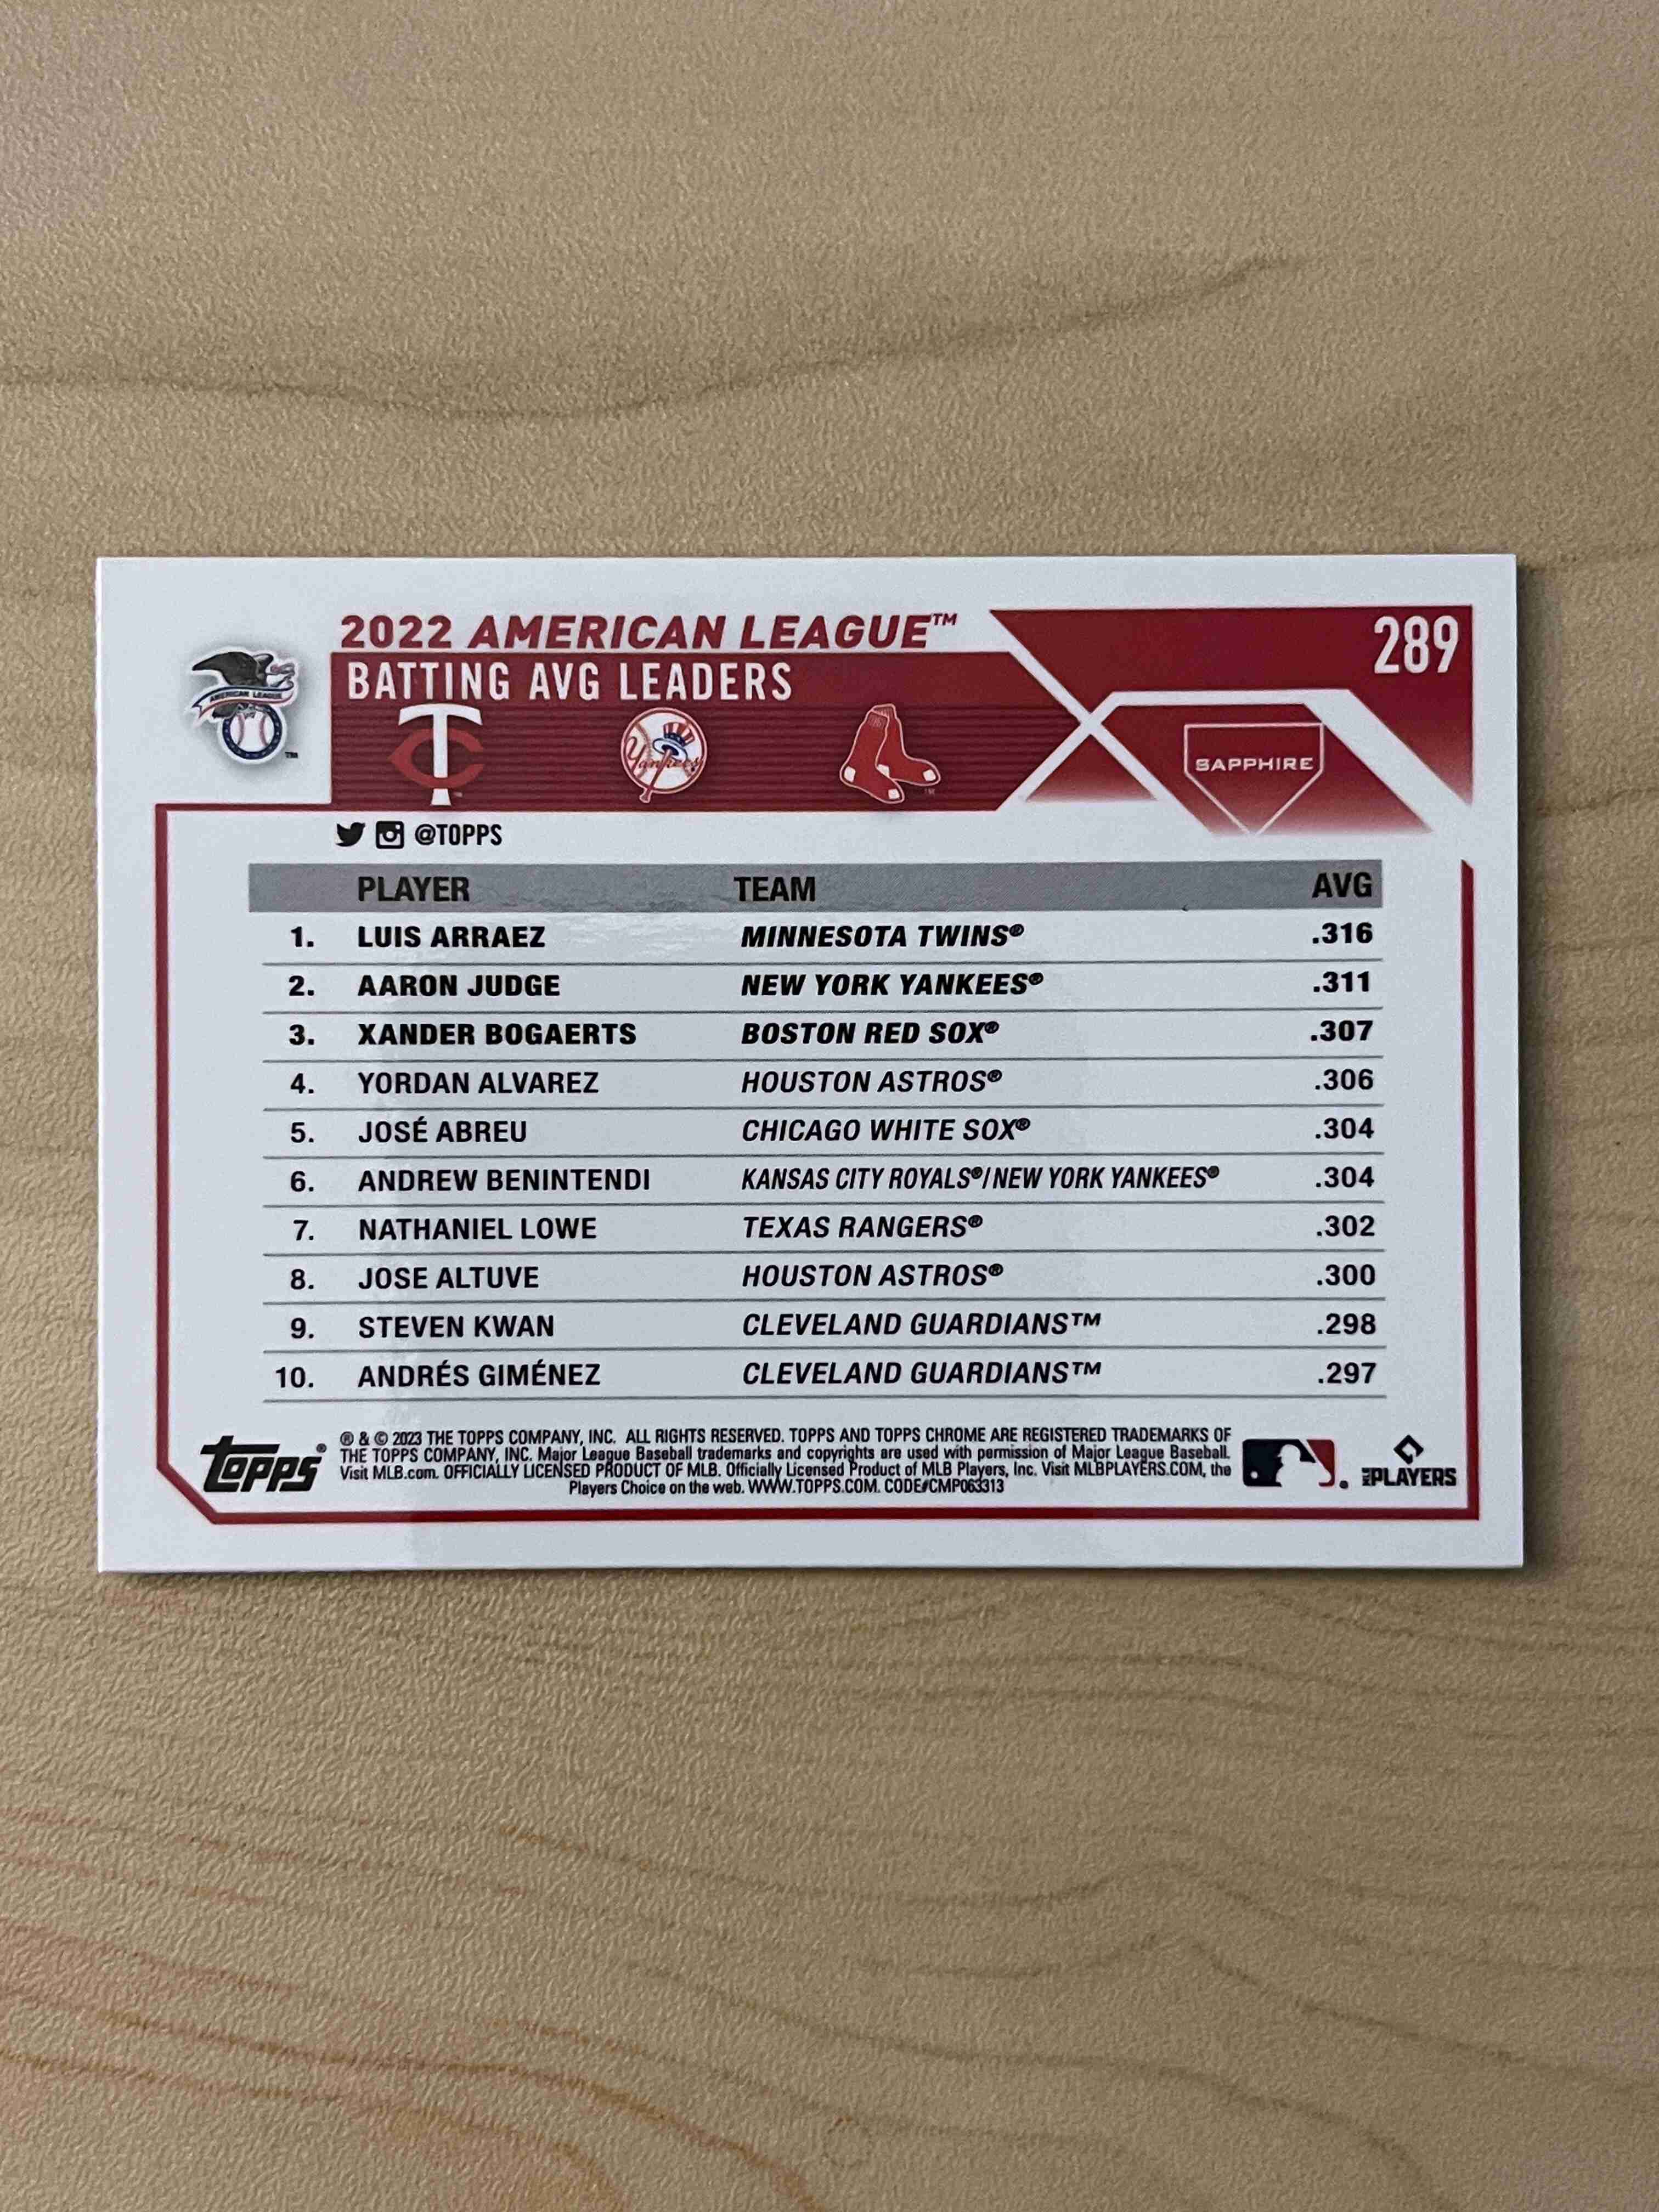 2022 AMERICAN LEAGUE™
289
BATTING AVG LEADERS
AMERICAN LEAGUE
Yankees
SAPPHIRE
@TOPPS
PLAYER TEAM AVG
1. LUIS ARRAEZ MINNESOTA TWINS® .316
2. AARON JUDGE NEW YORK YANKEES® .311
3. XANDER BOGAERTS BOSTON RED SOX® .307
4. YORDAN ALVAREZ HOUSTON ASTROS® .306
5. JOSÉ ABREU CHICAGO WHITE SOX® .304
6. ANDREW BENINTENDI KANSAS CITY ROYALS®/NEW YORK YANKEES® .304
7. NATHANIEL LOWE TEXAS RANGERS® .302
8. JOSE ALTUVE HOUSTON ASTROS® .300
9. STEVEN KWAN CLEVELAND GUARDIANS™ .298
10. ANDRÉS GIMÉNEZ CLEVELAND GUARDIANS™ .297
topps®
® & © 2023 THE TOPPS COMPANY, INC. ALL RIGHTS RESERVED. TOPPS AND TOPPS CHROME ARE REGISTERED TRADEMARKS OF
THE TOPPS COMPANY, INC. Major League Baseball trademarks and copyrights are used with permission of Major League Baseball.
Visit MLB.com. OFFICIALLY LICENSED PRODUCT OF MLB. Officially Licensed Product of MLB Players, Inc. Visit MLBPLAYERS.COM, the
Players Choice on the web. WWW.TOPPS.COM. CODE#CMP063313
MLB PLAYERS